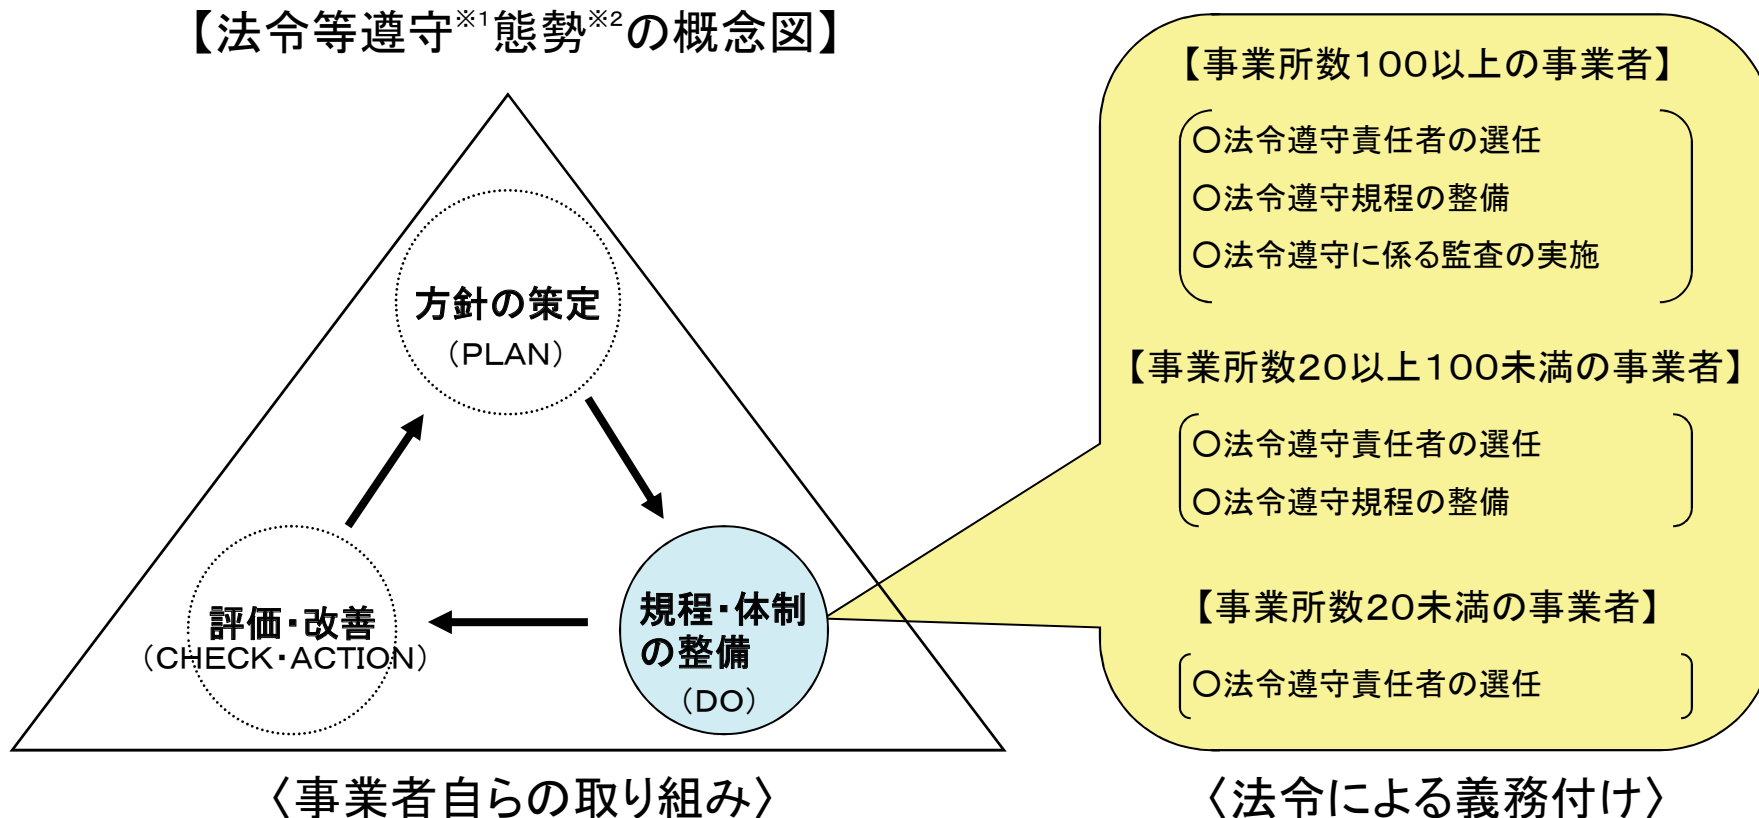 【法令等遵守※1態勢※2の概念図】
方針の策定
（PLAN）
評価・改善
（CHECK・ACTION）
規程・体制
の整備
（DO）
〈事業者自らの取り組み〉
【事業所数100以上の事業者】
○法令遵守責任者の選任
○法令遵守規程の整備
○法令遵守に係る監査の実施
【事業所数20以上100未満の事業者】
○法令遵守責任者の選任
○法令遵守規程の整備
【事業所数20未満の事業者】
○法令遵守責任者の選任
〈法令による義務付け〉